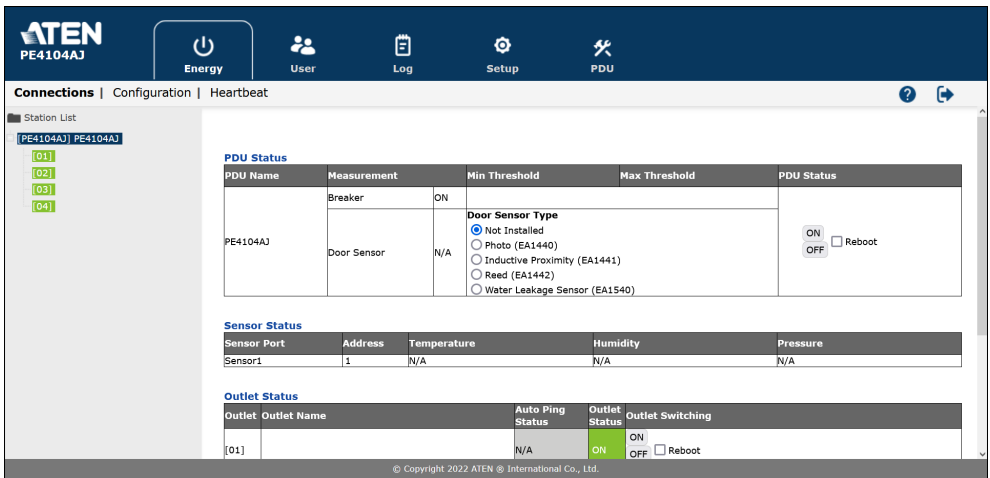 ATEN
PE4104AJ
Energy
User
Log
Setup
PDU
Connections | Configuration | Heartbeat
?
Station List
[PE4104AJ] PE4104AJ
[01]
[02]
[03]
[04]
PDU Status
PDU Name Measurement Min Threshold Max Threshold PDU Status
PE4104AJ
Breaker ON
Door Sensor N/A
Door Sensor Type
Not Installed
Photo (EA1440)
Inductive Proximity (EA1441)
Reed (EA1442)
Water Leakage Sensor (EA1540)
ON
OFF
Reboot
Sensor Status
Sensor Port Address Temperature Humidity Pressure
Sensor1 1 N/A N/A N/A
Outlet Status
Outlet Outlet Name Auto Ping Status Outlet Status Outlet Switching
[01] N/A ON
ON
OFF
Reboot
© Copyright 2022 ATEN ® International Co., Ltd.